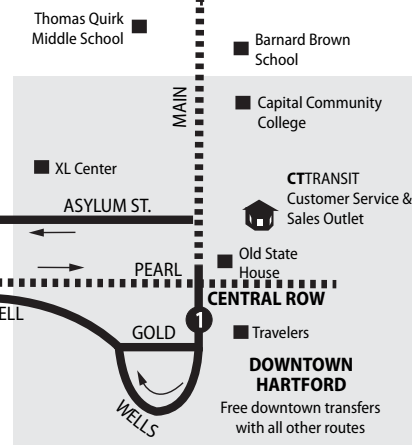 Thomas Quirk
Middle School
Barnard Brown
School
MAIN
Capital Community
College
XL Center
CTTRANSIT
Customer Service &
Sales Outlet
ASYLUM ST.
Old State
House
PEARL
CENTRAL ROW
ELL
1
GOLD
Travelers
WELLS
DOWNTOWN
HARTFORD
Free downtown transfers
with all other routes